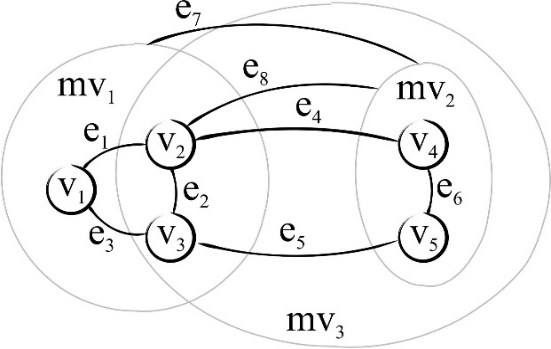 e₇
e₈
mv₁
mv₂
e₄
e₁
v₂
v₄
v₁
e₂
e₆
e₃
v₃
e₅
v₅
mv₃